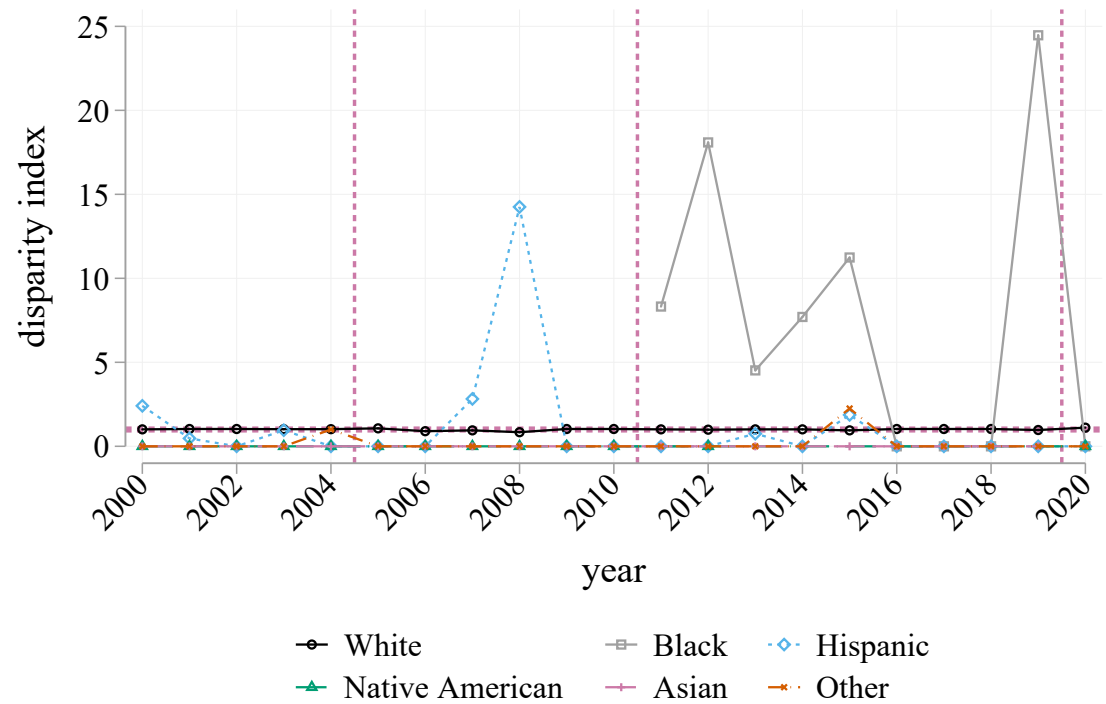 25
20
15
10
5
0
disparity index
2000 2002 2004 2006 2008 2010 2012 2014 2016 2018 2020
year
White Black Hispanic
Native American Asian Other